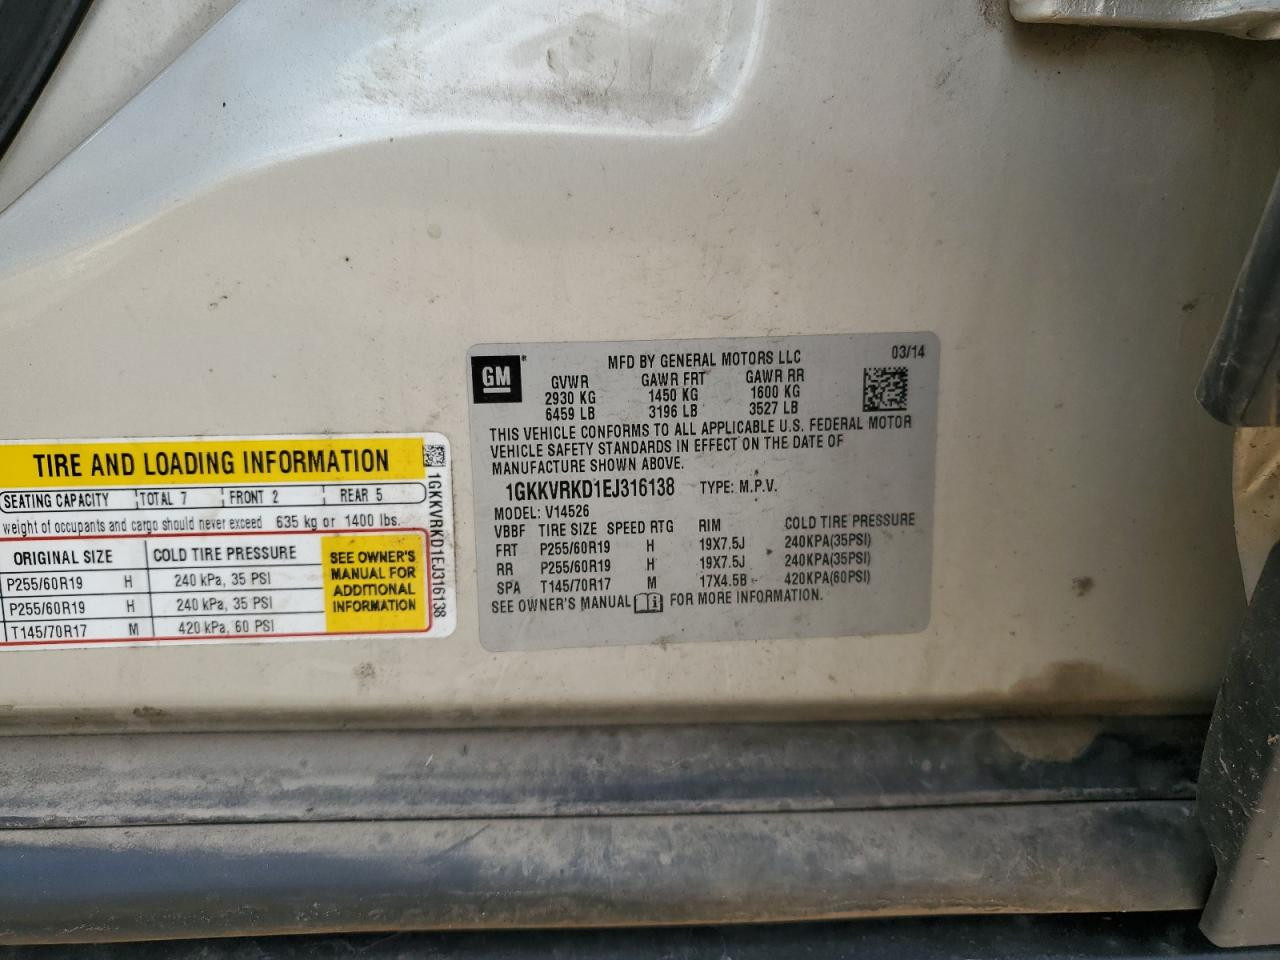 GM
MFD BY GENERAL MOTORS LLC 03/14
GVWR GAWR FRT GAWR RR
2930 KG 1450 KG 1600 KG
6459 LB 3196 LB 3527 LB
THIS VEHICLE CONFORMS TO ALL APPLICABLE U.S. FEDERAL MOTOR
VEHICLE SAFETY STANDARDS IN EFFECT ON THE DATE OF
MANUFACTURE SHOWN ABOVE.
1GKKVRKD1EJ316138 TYPE: M.P.V.
MODEL: V14526
VBBF TIRE SIZE SPEED RTG RIM COLD TIRE PRESSURE
FRT P255/60R19 H 19X7.5J 240KPA(35PSI)
RR P255/60R19 H 19X7.5J 240KPA(35PSI)
SPA T145/70R17 M 17X4.5B 420KPA(60PSI)
SEE OWNER'S MANUAL FOR MORE INFORMATION.
TIRE AND LOADING INFORMATION
SEATING CAPACITY TOTAL 7 FRONT 2 REAR 5
weight of occupants and cargo should never exceed 635 kg or 1400 lbs.
ORIGINAL SIZE COLD TIRE PRESSURE
P255/60R19 H 240 kPa, 35 PSI
P255/60R19 H 240 kPa, 35 PSI
T145/70R17 M 420 kPa, 60 PSI
SEE OWNER'S
MANUAL FOR
ADDITIONAL
INFORMATION
1GKKVRKD1EJ316138